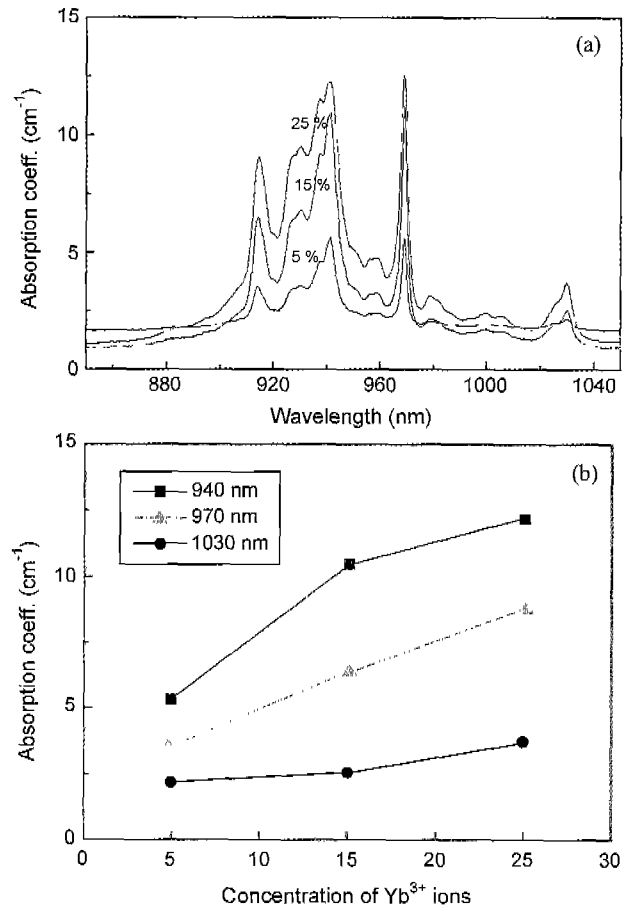 15
(a)
10
5
0
Absorption coeff. (cm⁻¹)
25 %
15 %
5 %
880 920 960 1000 1040
Wavelength (nm)
15
(b)
940 nm
970 nm
1030 nm
10
5
0
Absorption coeff. (cm⁻¹)
0 5 10 15 20 25 30
Concentration of Yb³⁺ ions